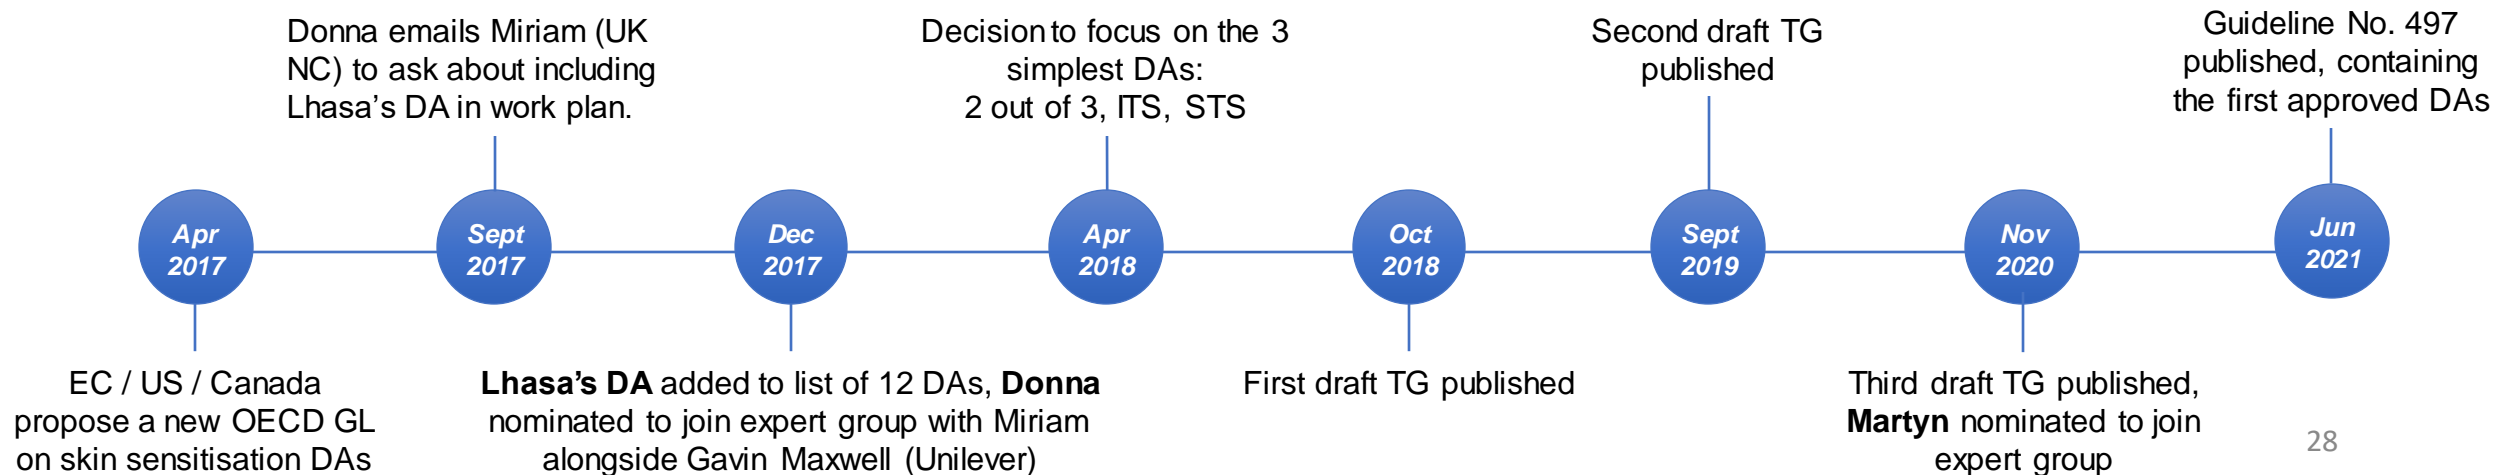 Donna emails Miriam (UK
NC) to ask about including
Lhasa's DA in work plan.
Decision to focus on the 3
simplest DAs:
2 out of 3, ITS, STS
Second draft TG
published
Guideline No. 497
published, containing
the first approved DAs
Apr
2017
Sept
2017
Dec
2017
Apr
2018
Oct
2018
Sept
2019
Nov
2020
Jun
2021
EC / US / Canada
propose a new OECD GL
on skin sensitisation DAs
Lhasa's DA added to list of 12 DAs, Donna
nominated to join expert group with Miriam
alongside Gavin Maxwell (Unilever)
First draft TG published
Third draft TG published,
Martyn nominated to join
expert group
28